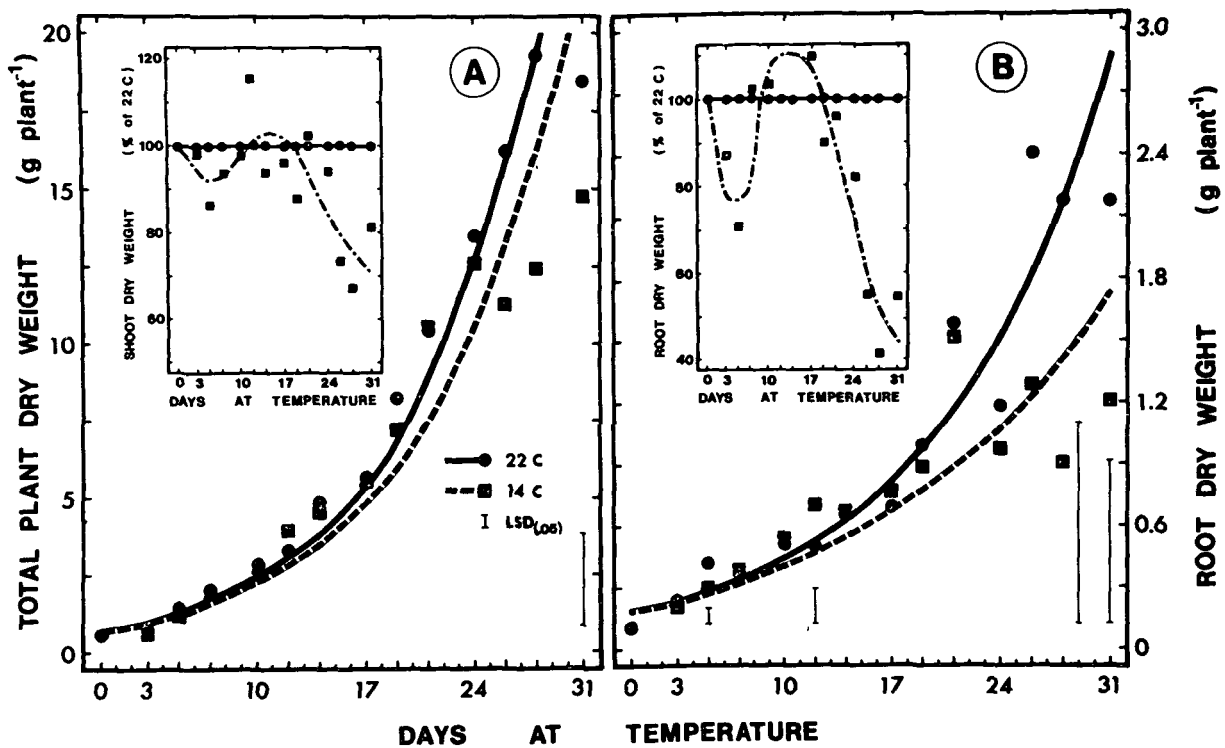 TOTAL PLANT DRY WEIGHT (g plant⁻¹)
20
15
10
5
0
A
SHOOT DRY WEIGHT (% of 22 C)
120
100
80
60
0 3 10 17 24 31
DAYS AT TEMPERATURE
22 C
14 C
LSD(.05)
0 3 10 17 24 31
B
ROOT DRY WEIGHT (% of 22 C)
100
80
60
40
0 3 10 17 24 31
DAYS AT TEMPERATURE
0 3 10 17 24 31
ROOT DRY WEIGHT (g plant⁻¹)
3.0
2.4
1.8
1.2
0.6
0
DAYS AT TEMPERATURE